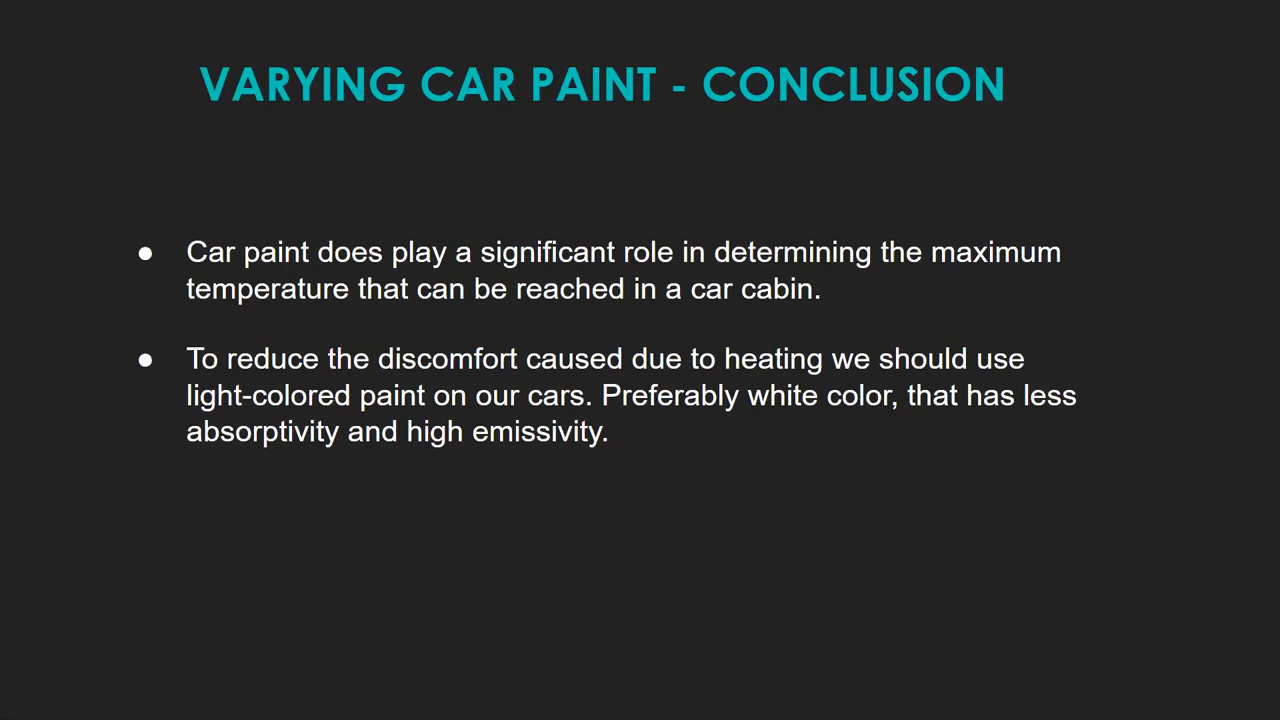 VARYING CAR PAINT - CONCLUSION
● Car paint does play a significant role in determining the maximum
temperature that can be reached in a car cabin.
● To reduce the discomfort caused due to heating we should use
light-colored paint on our cars. Preferably white color, that has less
absorptivity and high emissivity.